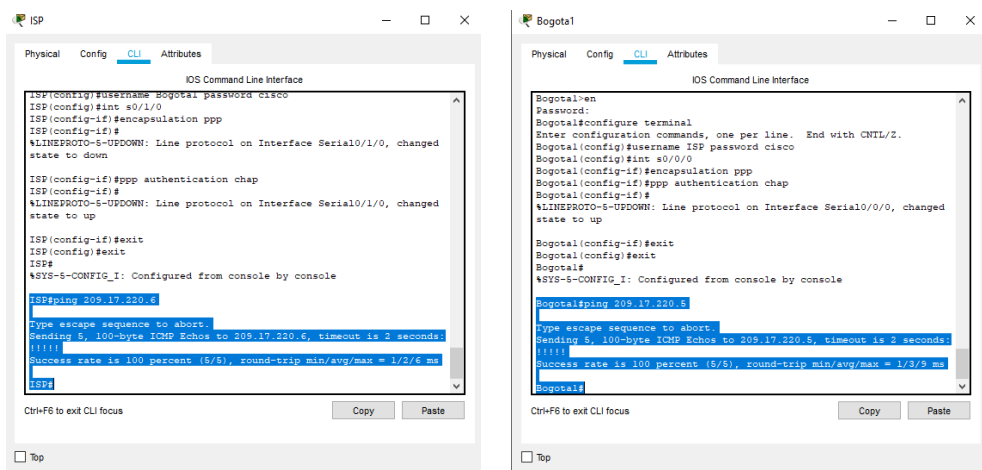 ISP
Physical Config CLI Attributes
IOS Command Line Interface
ISP(config)#username Bogota1 password cisco
ISP(config)#int s0/1/0
ISP(config-if)#encapsulation ppp
ISP(config-if)#
%LINEPROTO-5-UPDOWN: Line protocol on Interface Serial0/1/0, changed
state to down
ISP(config-if)#ppp authentication chap
ISP(config-if)#
%LINEPROTO-5-UPDOWN: Line protocol on Interface Serial0/1/0, changed
state to up
ISP(config-if)#exit
ISP(config)#exit
ISP#
%SYS-5-CONFIG_I: Configured from console by console
ISP#ping 209.17.220.6
Type escape sequence to abort.
Sending 5, 100-byte ICMP Echos to 209.17.220.6, timeout is 2 seconds:
!!!!!
Success rate is 100 percent (5/5), round-trip min/avg/max = 1/2/6 ms
ISP#
Ctrl+F6 to exit CLI focus
Copy Paste
Top
Bogota1
Physical Config CLI Attributes
IOS Command Line Interface
Bogota1>en
Password:
Bogota1#configure terminal
Enter configuration commands, one per line. End with CNTL/Z.
Bogota1(config)#username ISP password cisco
Bogota1(config)#int s0/0/0
Bogota1(config-if)#encapsulation ppp
Bogota1(config-if)#ppp authentication chap
Bogota1(config-if)#
%LINEPROTO-5-UPDOWN: Line protocol on Interface Serial0/0/0, changed
state to up
Bogota1(config-if)#exit
Bogota1(config)#exit
Bogota1#
%SYS-5-CONFIG_I: Configured from console by console
Bogota1#ping 209.17.220.5
Type escape sequence to abort.
Sending 5, 100-byte ICMP Echos to 209.17.220.5, timeout is 2 seconds:
!!!!!
Success rate is 100 percent (5/5), round-trip min/avg/max = 1/3/9 ms
Bogota1#
Ctrl+F6 to exit CLI focus
Copy Paste
Top